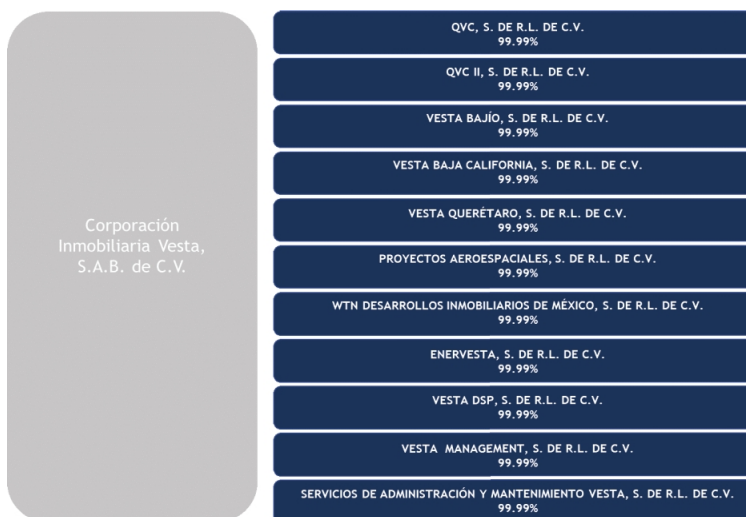 Corporación
Inmobiliaria Vesta,
S.A.B. de C.V.
QVC, S. DE R.L. DE C.V.
99.99%
QVC II, S. DE R.L. DE C.V.
99.99%
VESTA BAJÍO, S. DE R.L. DE C.V.
99.99%
VESTA BAJA CALIFORNIA, S. DE R.L. DE C.V.
99.99%
VESTA QUERÉTARO, S. DE R.L. DE C.V.
99.99%
PROYECTOS AEROESPACIALES, S. DE R.L. DE C.V.
99.99%
WTN DESARROLLOS INMOBILIARIOS DE MÉXICO, S. DE R.L. DE C.V.
99.99%
ENERVESTA, S. DE R.L. DE C.V.
99.99%
VESTA DSP, S. DE R.L. DE C.V.
99.99%
VESTA MANAGEMENT, S. DE R.L. DE C.V.
99.99%
SERVICIOS DE ADMINISTRACIÓN Y MANTENIMIENTO VESTA, S. DE R.L. DE C.V.
99.99%